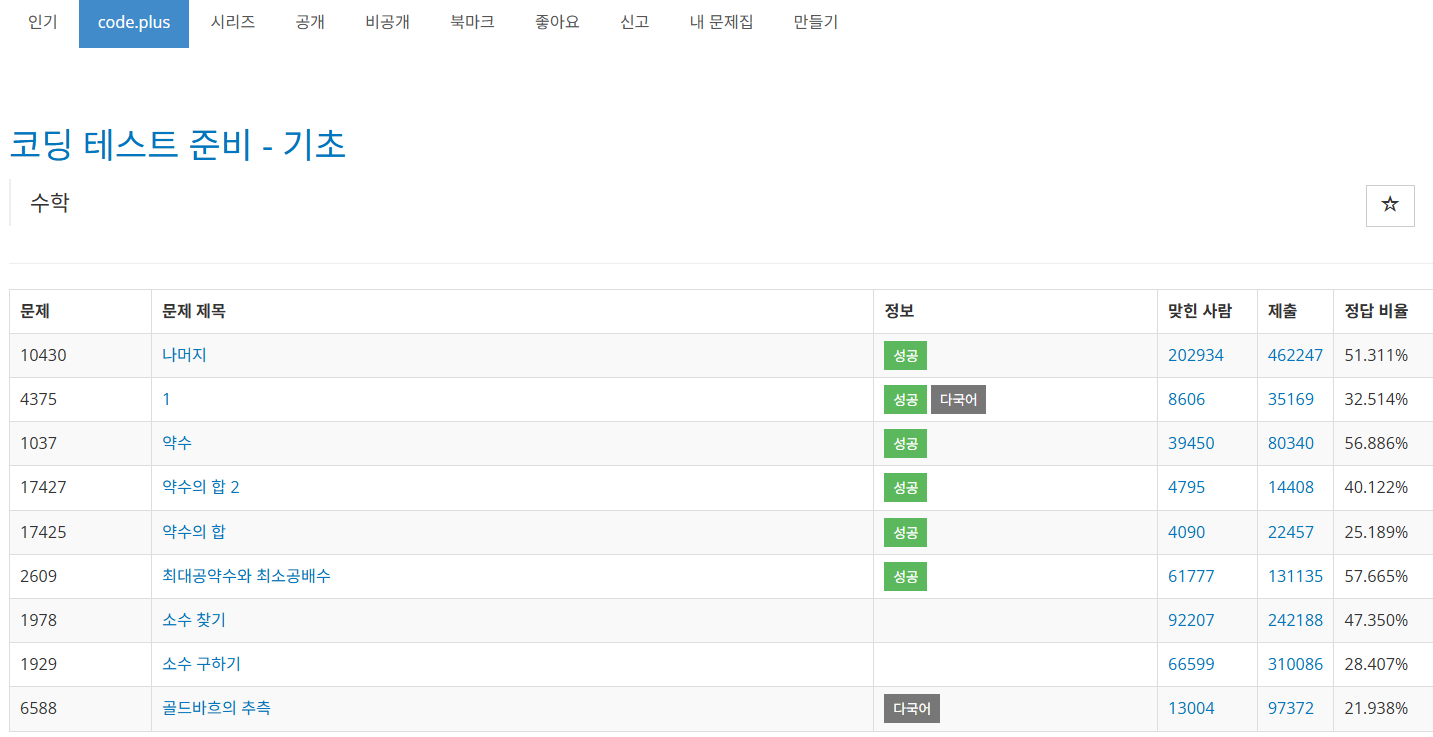 인기 code.plus 시리즈 공개 비공개 북마크 좋아요 신고 내 문제집 만들기
코딩 테스트 준비 - 기초
수학 ☆
문제 문제 제목 정보 맞힌 사람 제출 정답 비율
10430 나머지 성공 202934 462247 51.311%
4375 1 성공 다국어 8606 35169 32.514%
1037 약수 성공 39450 80340 56.886%
17427 약수의 합 2 성공 4795 14408 40.122%
17425 약수의 합 성공 4090 22457 25.189%
2609 최대공약수와 최소공배수 성공 61777 131135 57.665%
1978 소수 찾기 92207 242188 47.350%
1929 소수 구하기 66599 310086 28.407%
6588 골드바흐의 추측 다국어 13004 97372 21.938%